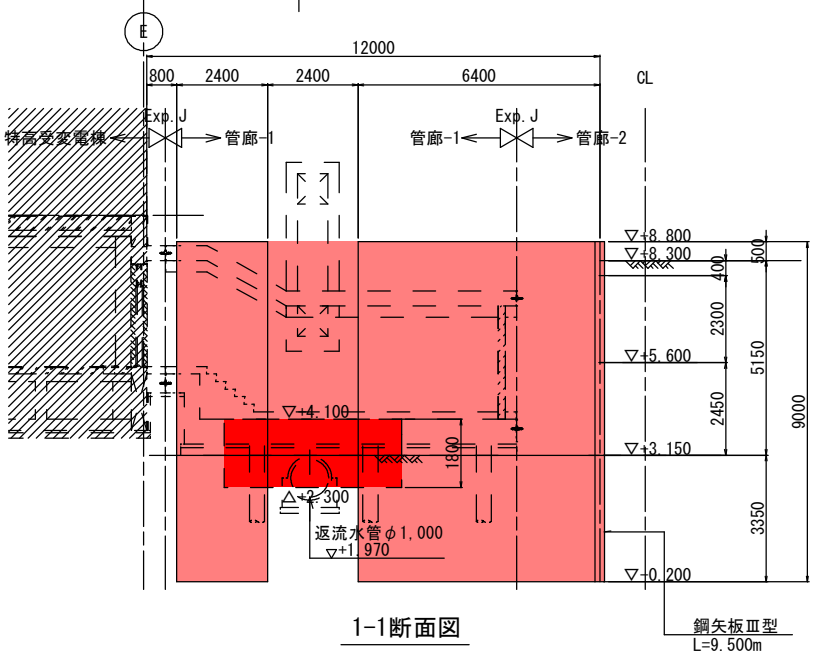 E
12000
800
2400
2400
6400
CL
Exp.J
Exp.J
特高受変電棟
管廊-1
管廊-1
管廊-2
▽+8.800
▽+8.300
500
400
2300
▽+5.600
5150
2450
9000
▽+4.100
1800
▽+3.150
△+2.300
3350
返流水管φ1,000
▽+1.970
▽-0.200
1-1断面図
鋼矢板Ⅲ型
L=9.500m